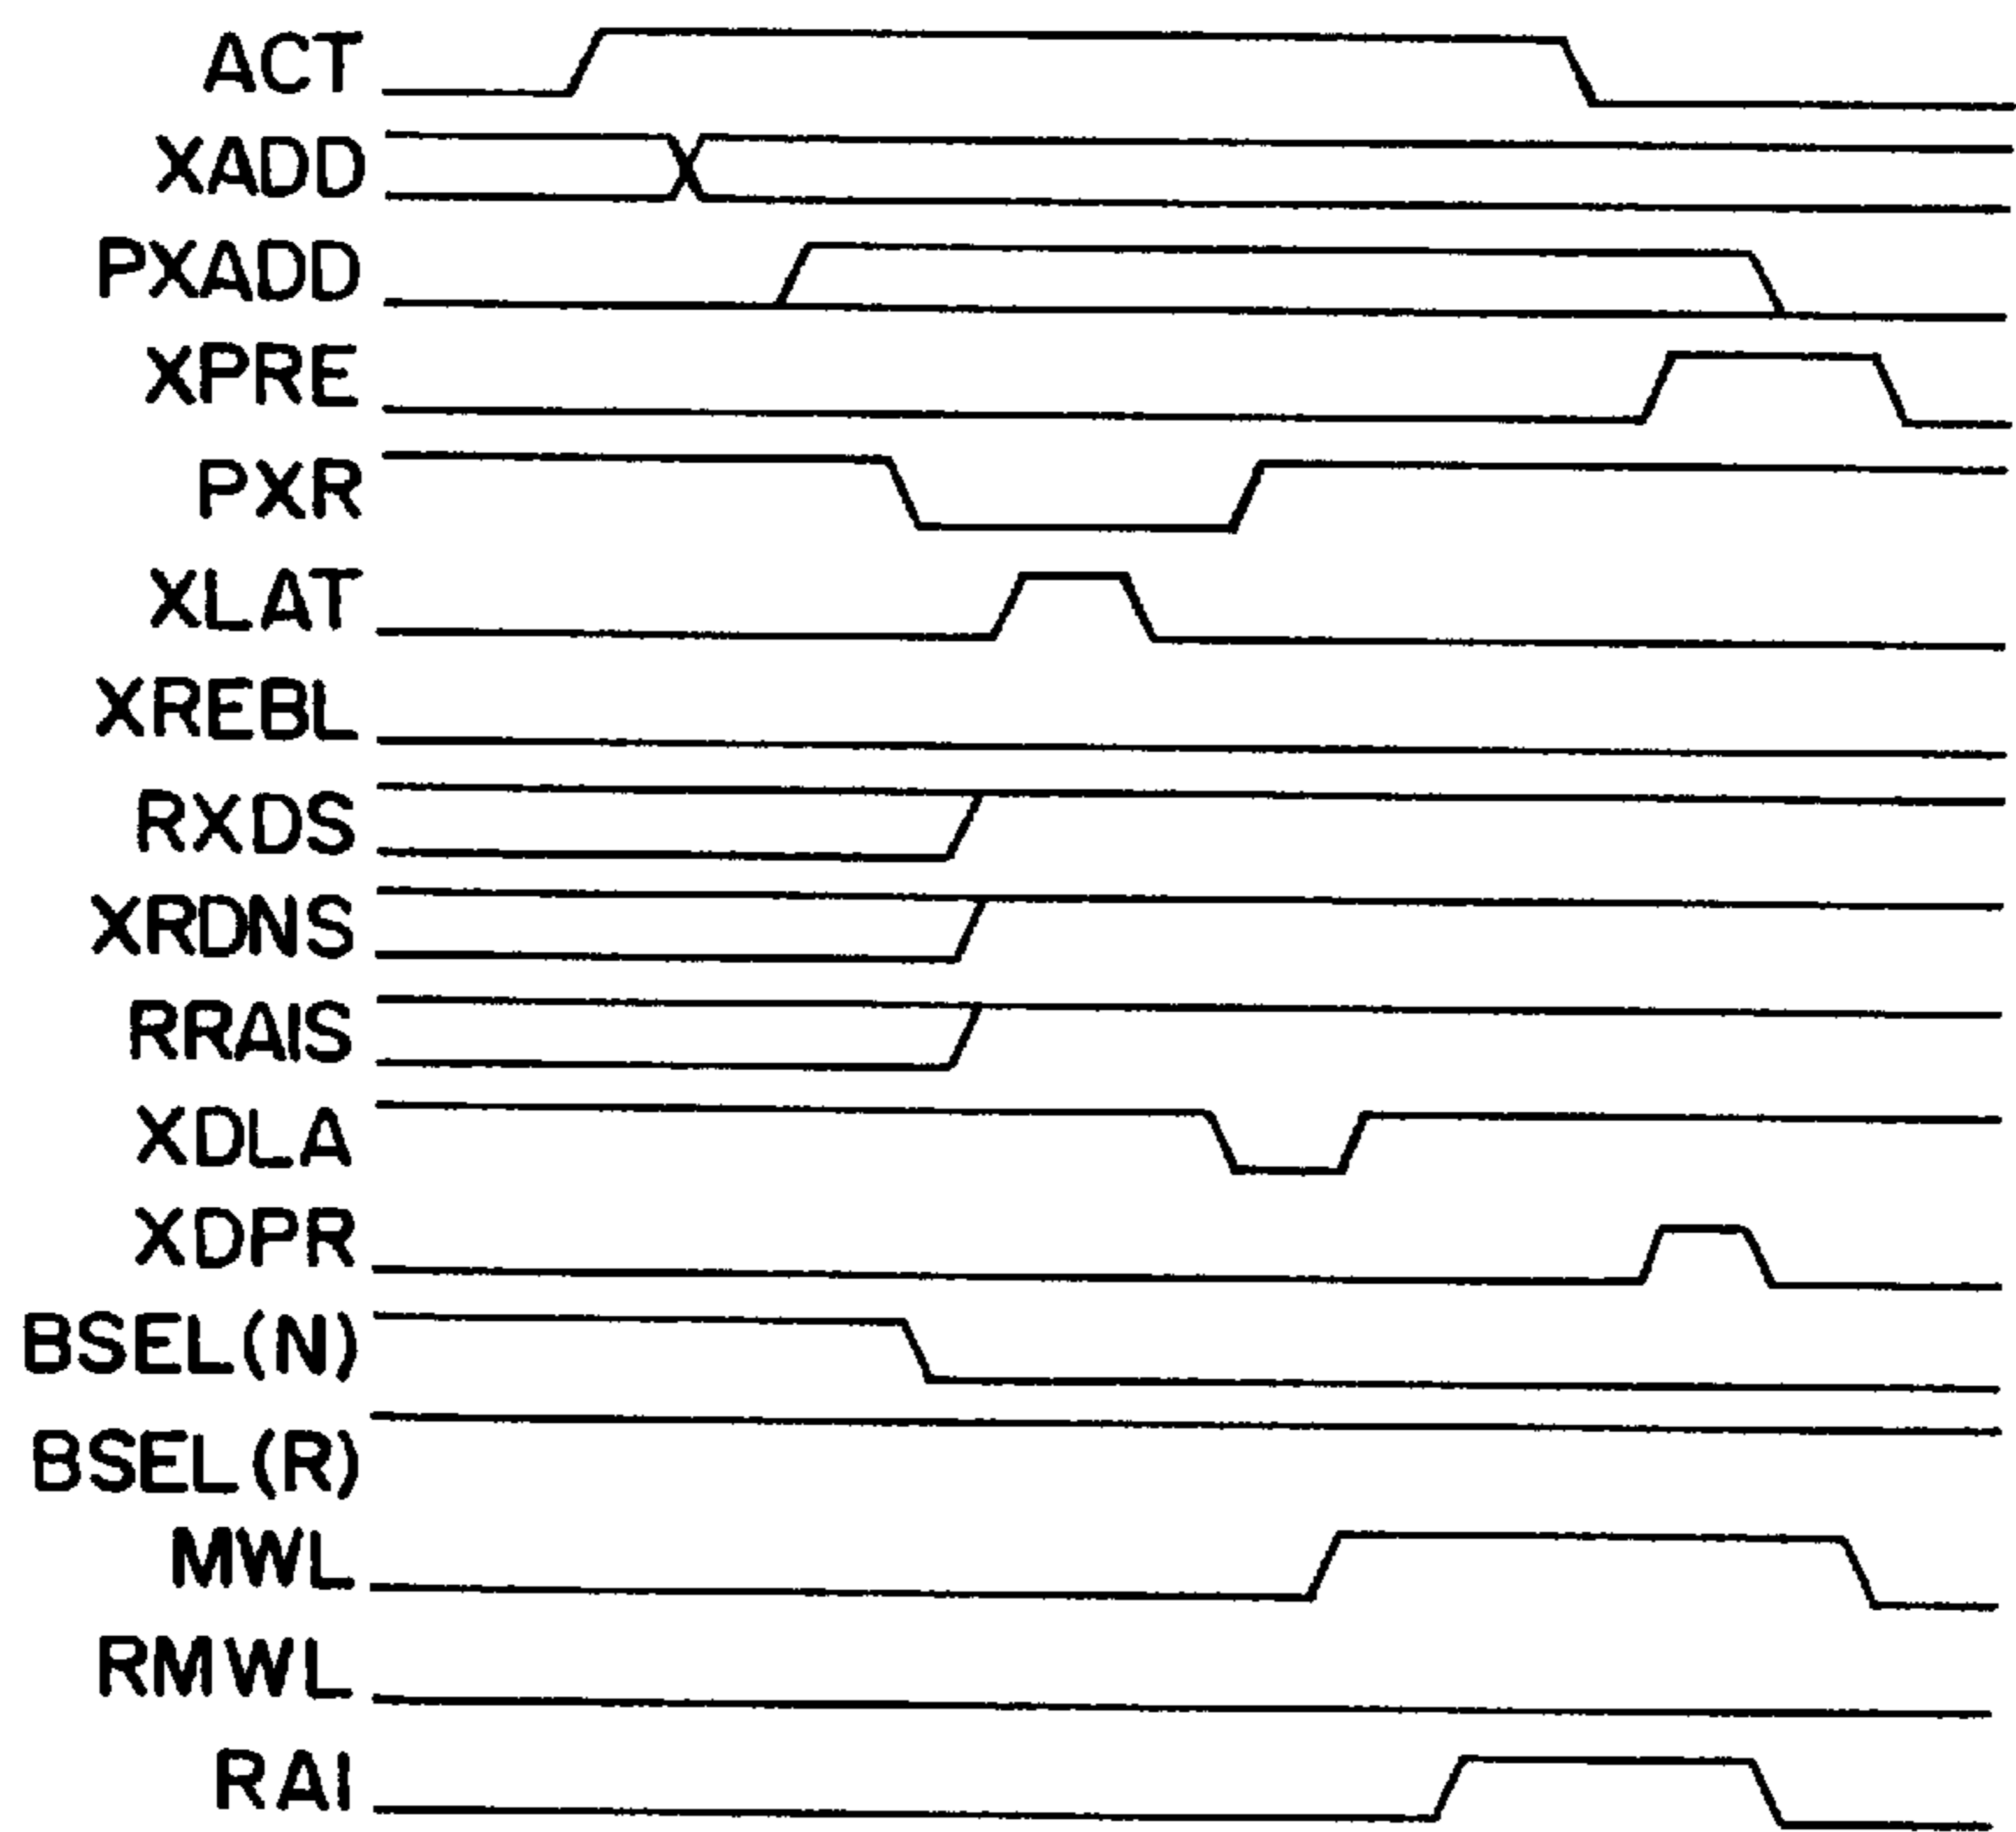 ACT
XADD
PXADD
XPRE
PXR
XLAT
XREBL
RXDS
XRDNS
RRAIS
XDLA
XDPR
BSEL(N)
BSEL(R)
MWL
RMWL
RAI